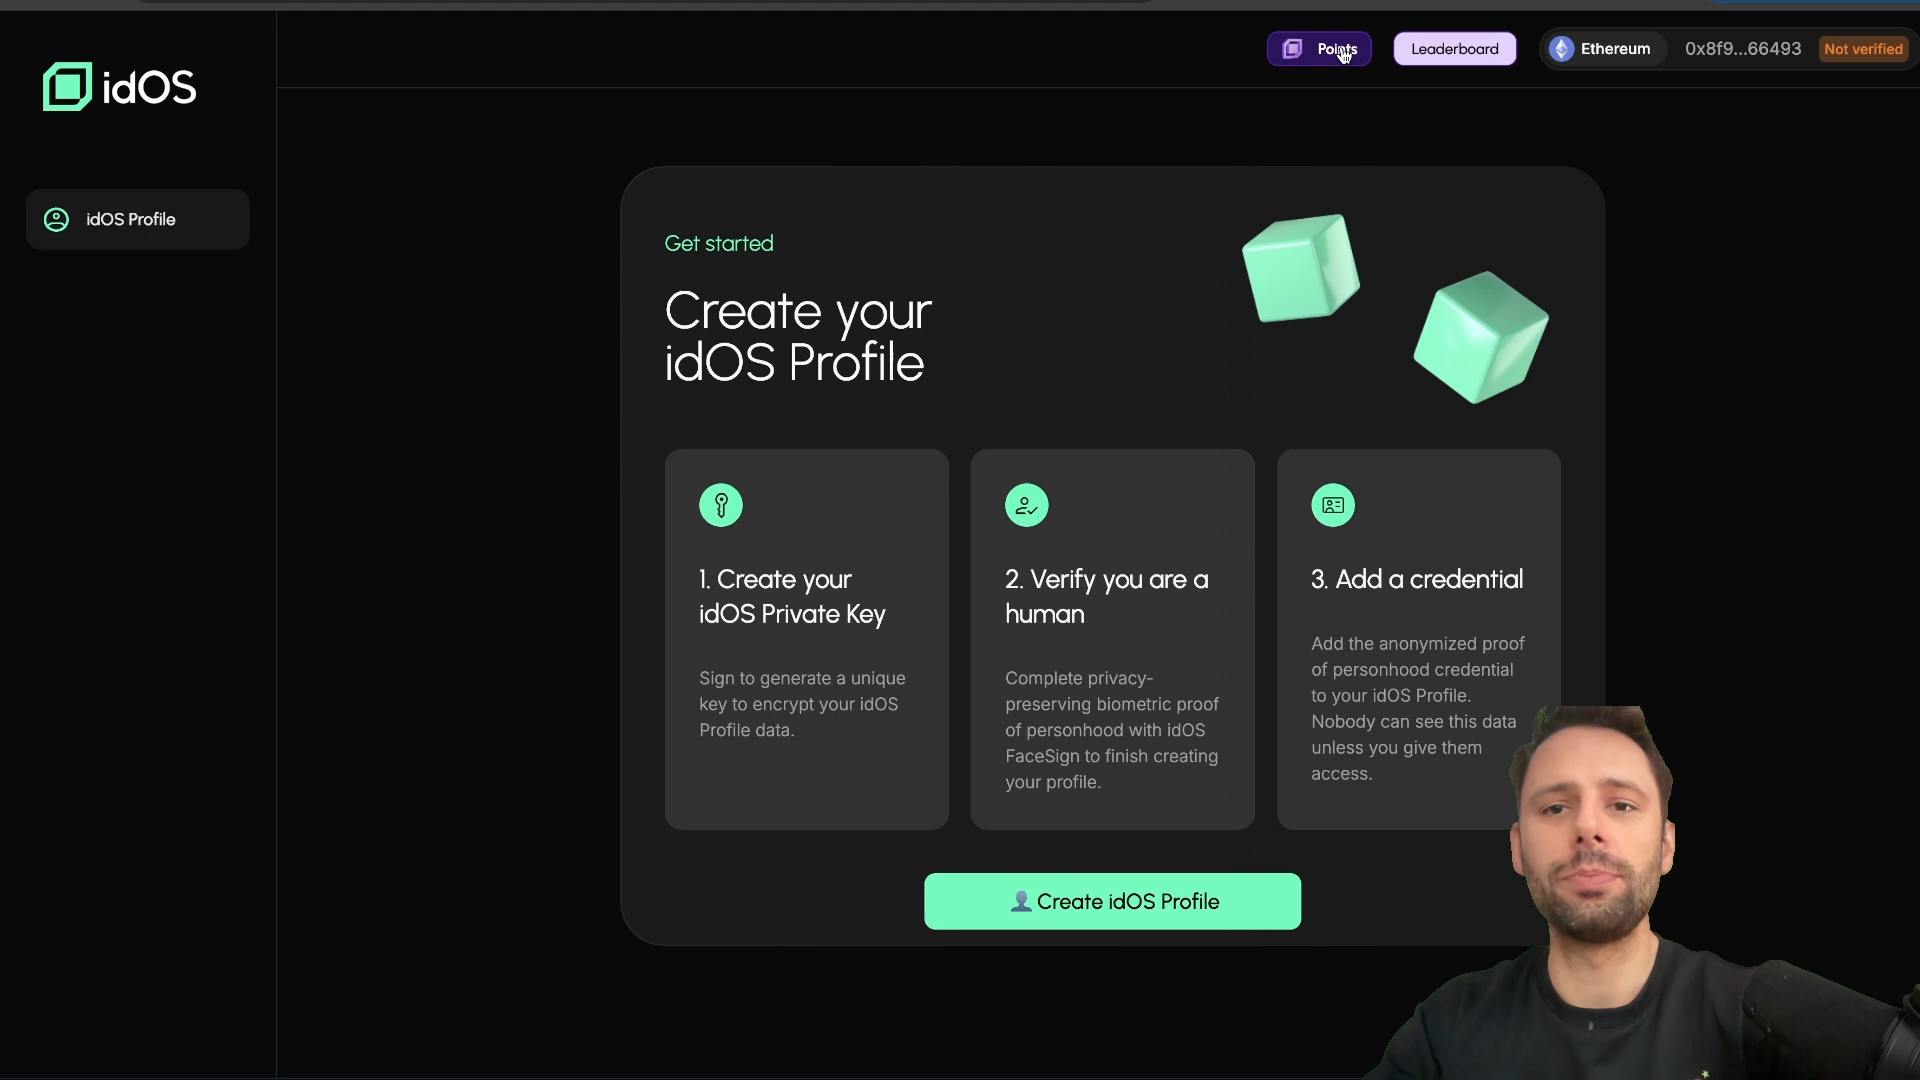 idOS
Points
Leaderboard
Ethereum
0x8f9...66493
Not verified
idOS Profile
Get started
Create your
idOS Profile
1. Create your
idOS Private Key
Sign to generate a unique
key to encrypt your idOS
Profile data.
2. Verify you are a
human
Complete privacy-
preserving biometric proof
of personhood with idOS
FaceSign to finish creating
your profile.
3. Add a credential
Add the anonymized proof
of personhood credential
to your idOS Profile.
Nobody can see this data
unless you give them
access.
Create idOS Profile